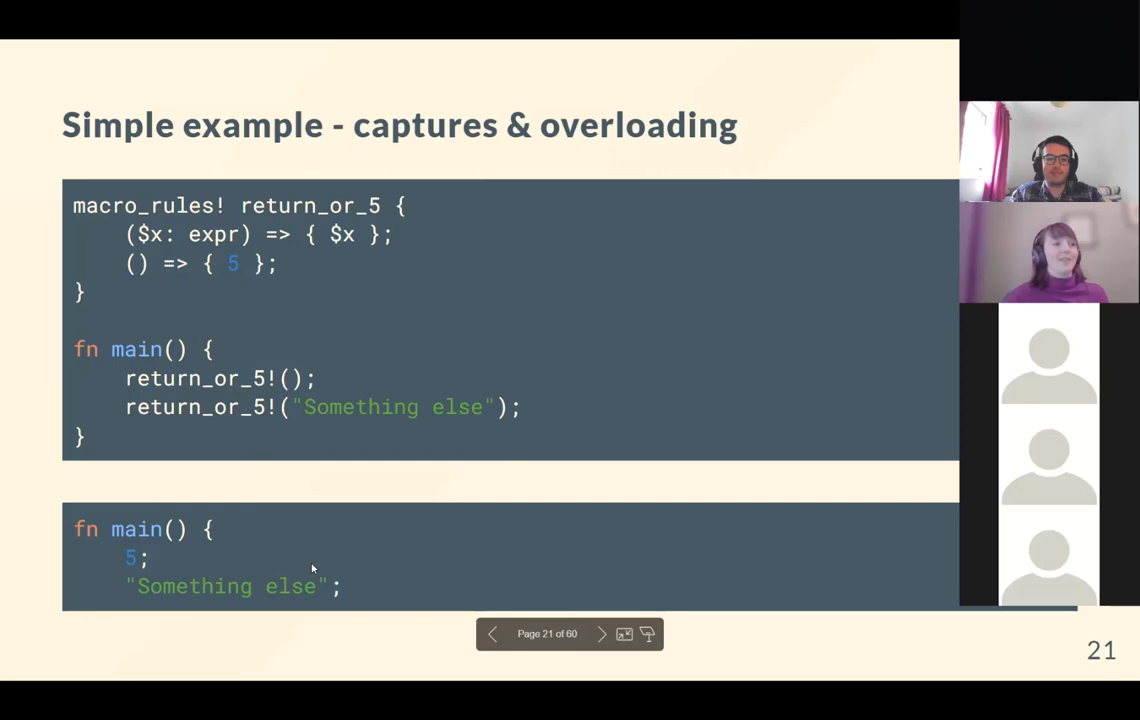 Simple example - captures & overloading
macro_rules! return_or_5 {
    ($x: expr) => { $x };
    () => { 5 };
}
fn main() {
    return_or_5!();
    return_or_5!("Something else");
}
fn main() {
    5;
    "Something else";
Page 21 of 60
21